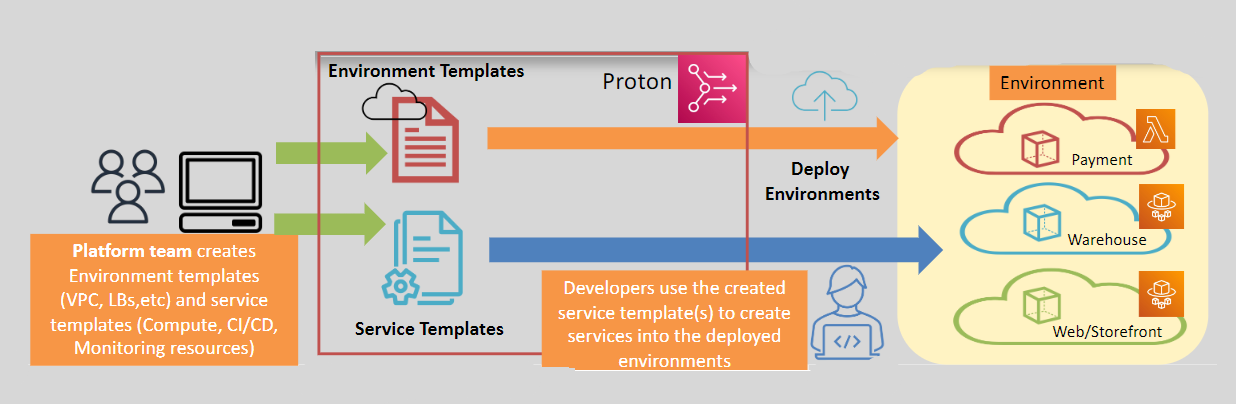 Environment Templates
Proton
Environment
Payment
Deploy
Environments
Warehouse
Platform team creates
Environment templates
(VPC, LBs,etc) and service
templates (Compute, CI/CD,
Monitoring resources)
Service Templates
Developers use the created
service template(s) to create
services into the deployed
environments
</>
Web/Storefront